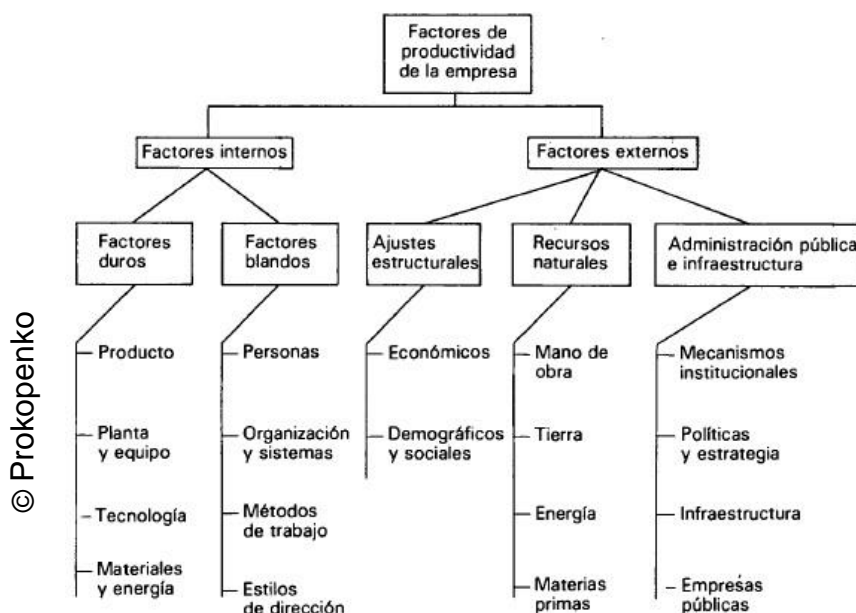 Factores de
productividad
de la empresa
Factores internos
Factores externos
Factores
duros
Factores
blandos
Ajustes
estructurales
Recursos
naturales
Administración pública
e infraestructura
Producto
Planta
y equipo
Tecnología
Materiales
y energía
Personas
Organización
y sistemas
Métodos
de trabajo
Estilos
de dirección
Económicos
Demográficos
y sociales
Mano de
obra
Tierra
Energía
Materias
primas
Mecanismos
institucionales
Políticas
y estrategia
Infraestructura
Empresas
públicas
© Prokopenko